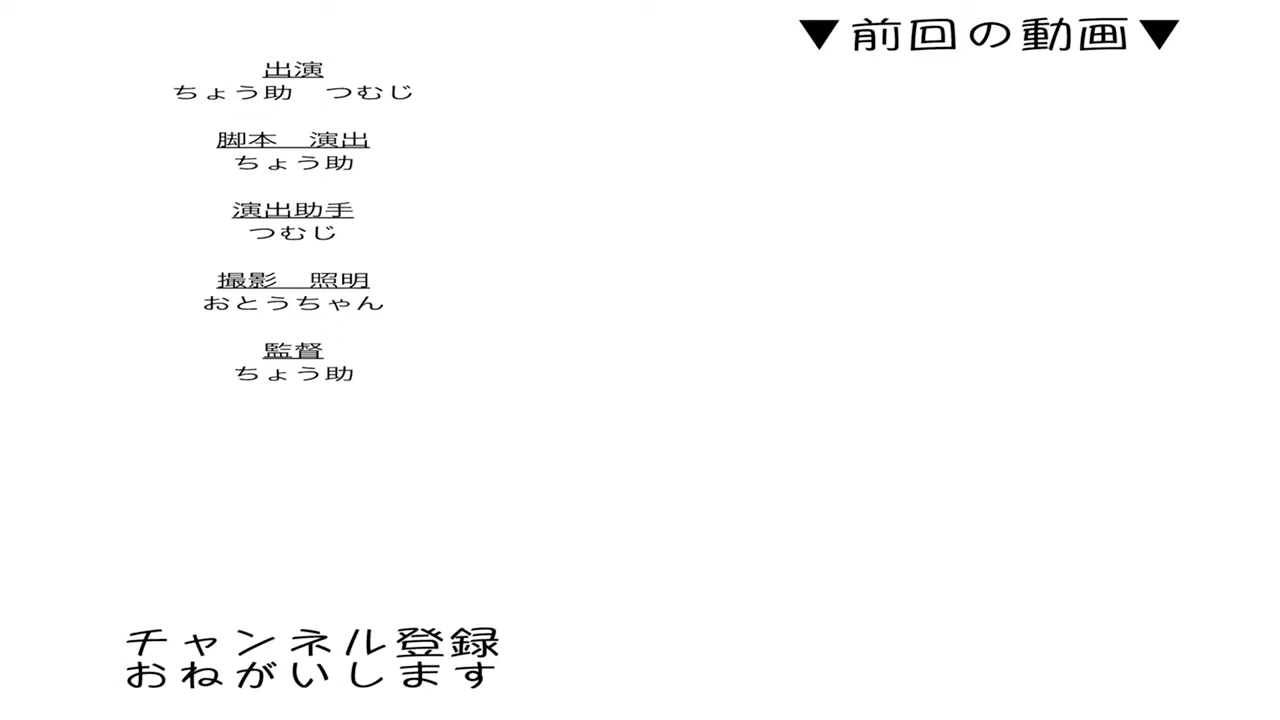 ▼前回の動画▼
出演
ちょう助　つむじ
脚本　演出
ちょう助
演出助手
つむじ
撮影　照明
おとうちゃん
監督
ちょう助
チャンネル登録
おねがいします